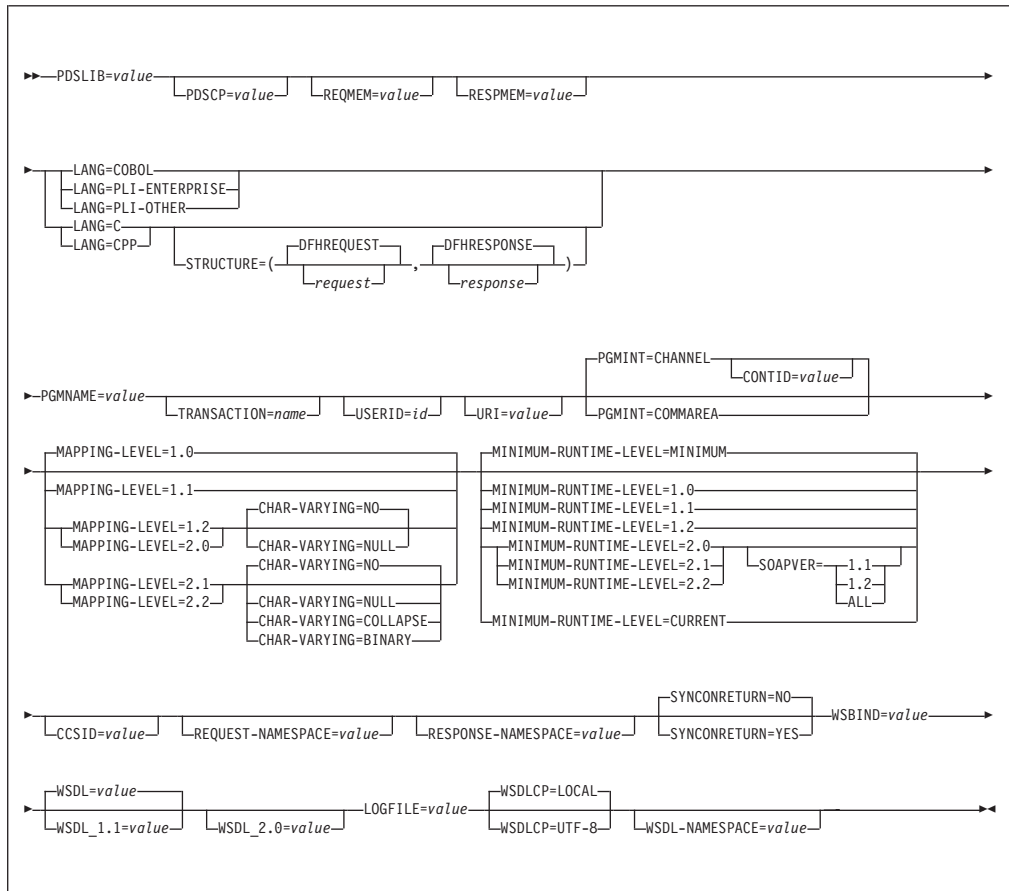 PDSLIB=value
PDSCP=value REQMEM=value RESPMEM=value
LANG=COBOL
LANG=PLI-ENTERPRISE
LANG=PLI-OTHER
LANG=C
LANG=CPP
DFHREQUEST DFHRESPONSE
STRUCTURE=( , )
request response
PGMINT=CHANNEL
CONTID=value
PGMNAME=value
TRANSACTION=name USERID=id URI=value PGMINT=COMMAREA
MAPPING-LEVEL=1.0 MINIMUM-RUNTIME-LEVEL=MINIMUM
MAPPING-LEVEL=1.1 MINIMUM-RUNTIME-LEVEL=1.0
CHAR-VARYING=NO MINIMUM-RUNTIME-LEVEL=1.1
MAPPING-LEVEL=1.2 MINIMUM-RUNTIME-LEVEL=1.2
MAPPING-LEVEL=2.0 CHAR-VARYING=NULL MINIMUM-RUNTIME-LEVEL=2.0
CHAR-VARYING=NO MINIMUM-RUNTIME-LEVEL=2.1 SOAPVER= 1.1
MAPPING-LEVEL=2.1 MINIMUM-RUNTIME-LEVEL=2.2 1.2
MAPPING-LEVEL=2.2 CHAR-VARYING=NULL ALL
CHAR-VARYING=COLLAPSE MINIMUM-RUNTIME-LEVEL=CURRENT
CHAR-VARYING=BINARY
SYNCONRETURN=NO
WSBIND=value
CCSID=value REQUEST-NAMESPACE=value RESPONSE-NAMESPACE=value SYNCONRETURN=YES
WSDL=value WSDLCP=LOCAL
LOGFILE=value
WSDL_1.1=value WSDL_2.0=value WSDLCP=UTF-8 WSDL-NAMESPACE=value